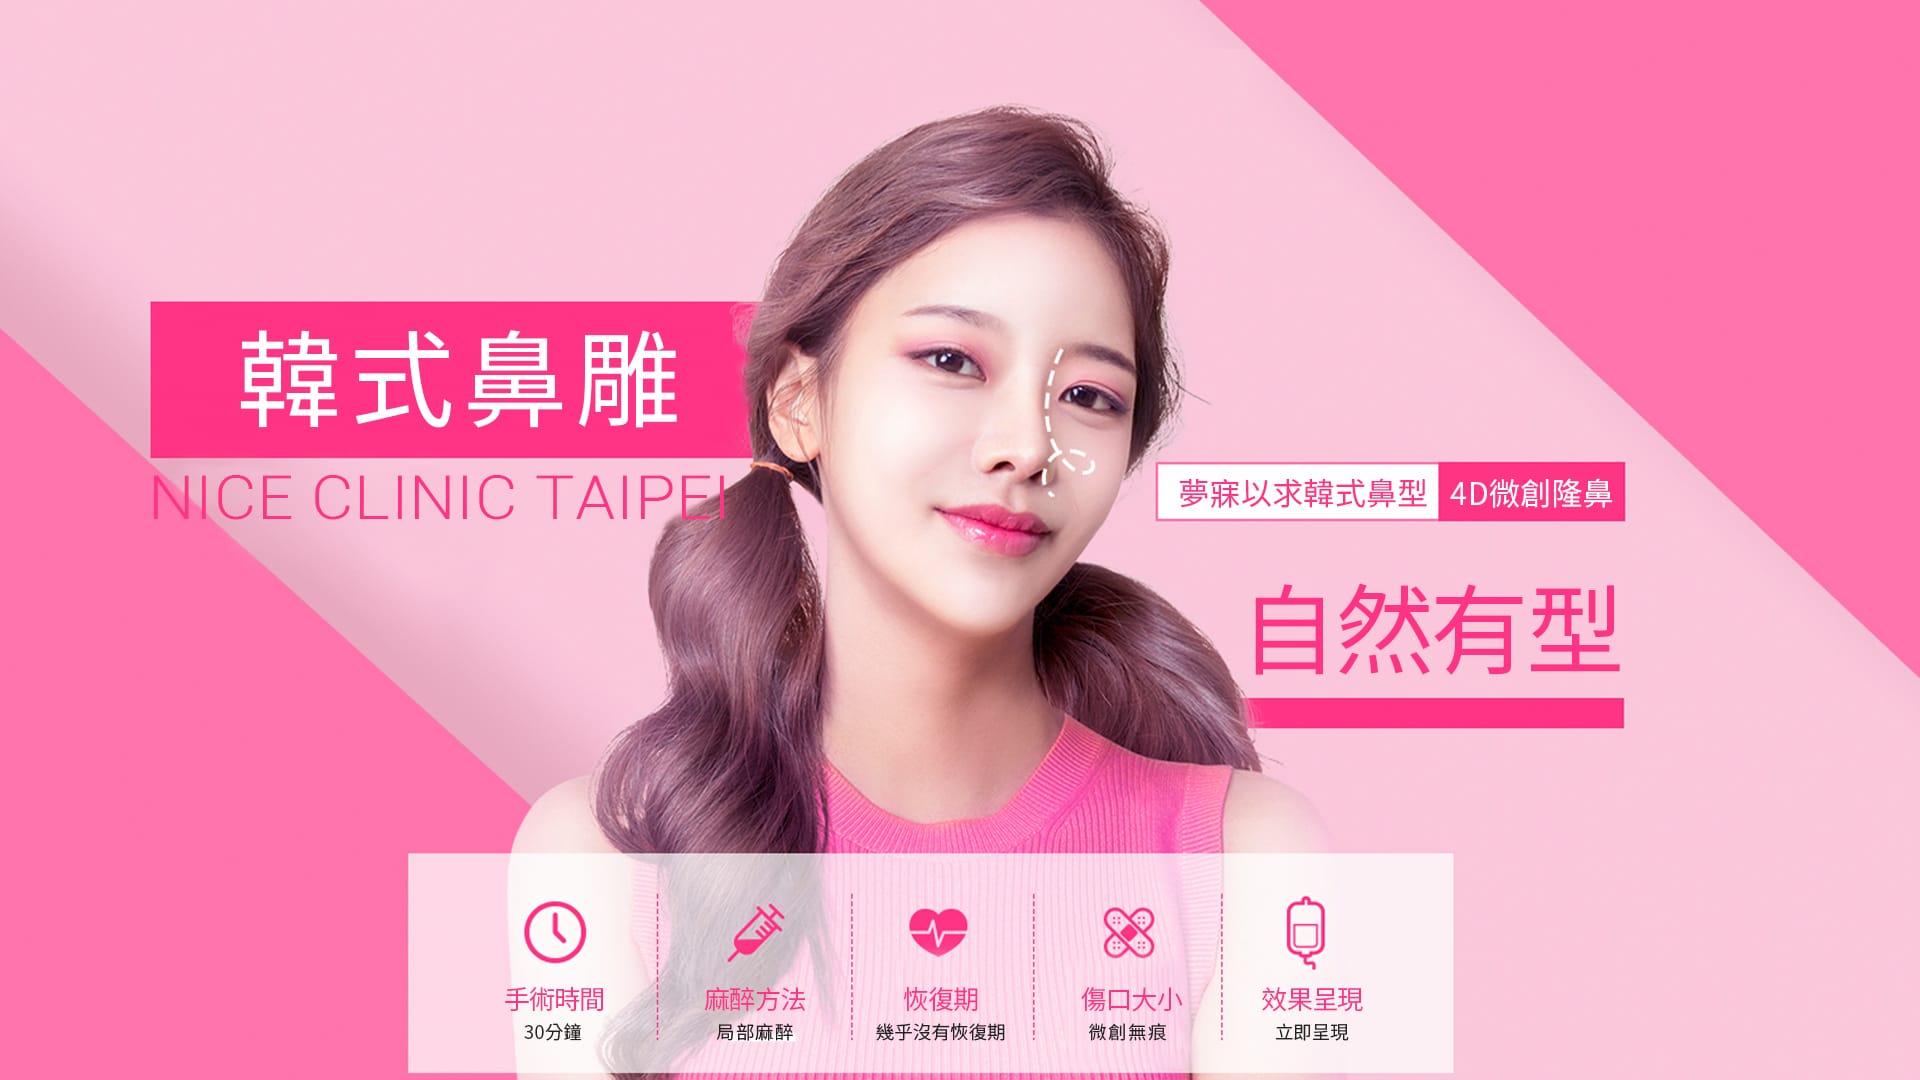 韓式鼻雕
NICE CLINIC TAIPEI
夢寐以求韓式鼻型 4D微創隆鼻
自然有型
手術時間
30分鐘
麻醉方法
局部麻醉
恢復期
幾乎沒有恢復期
傷口大小
微創無痕
效果呈現
立即呈現